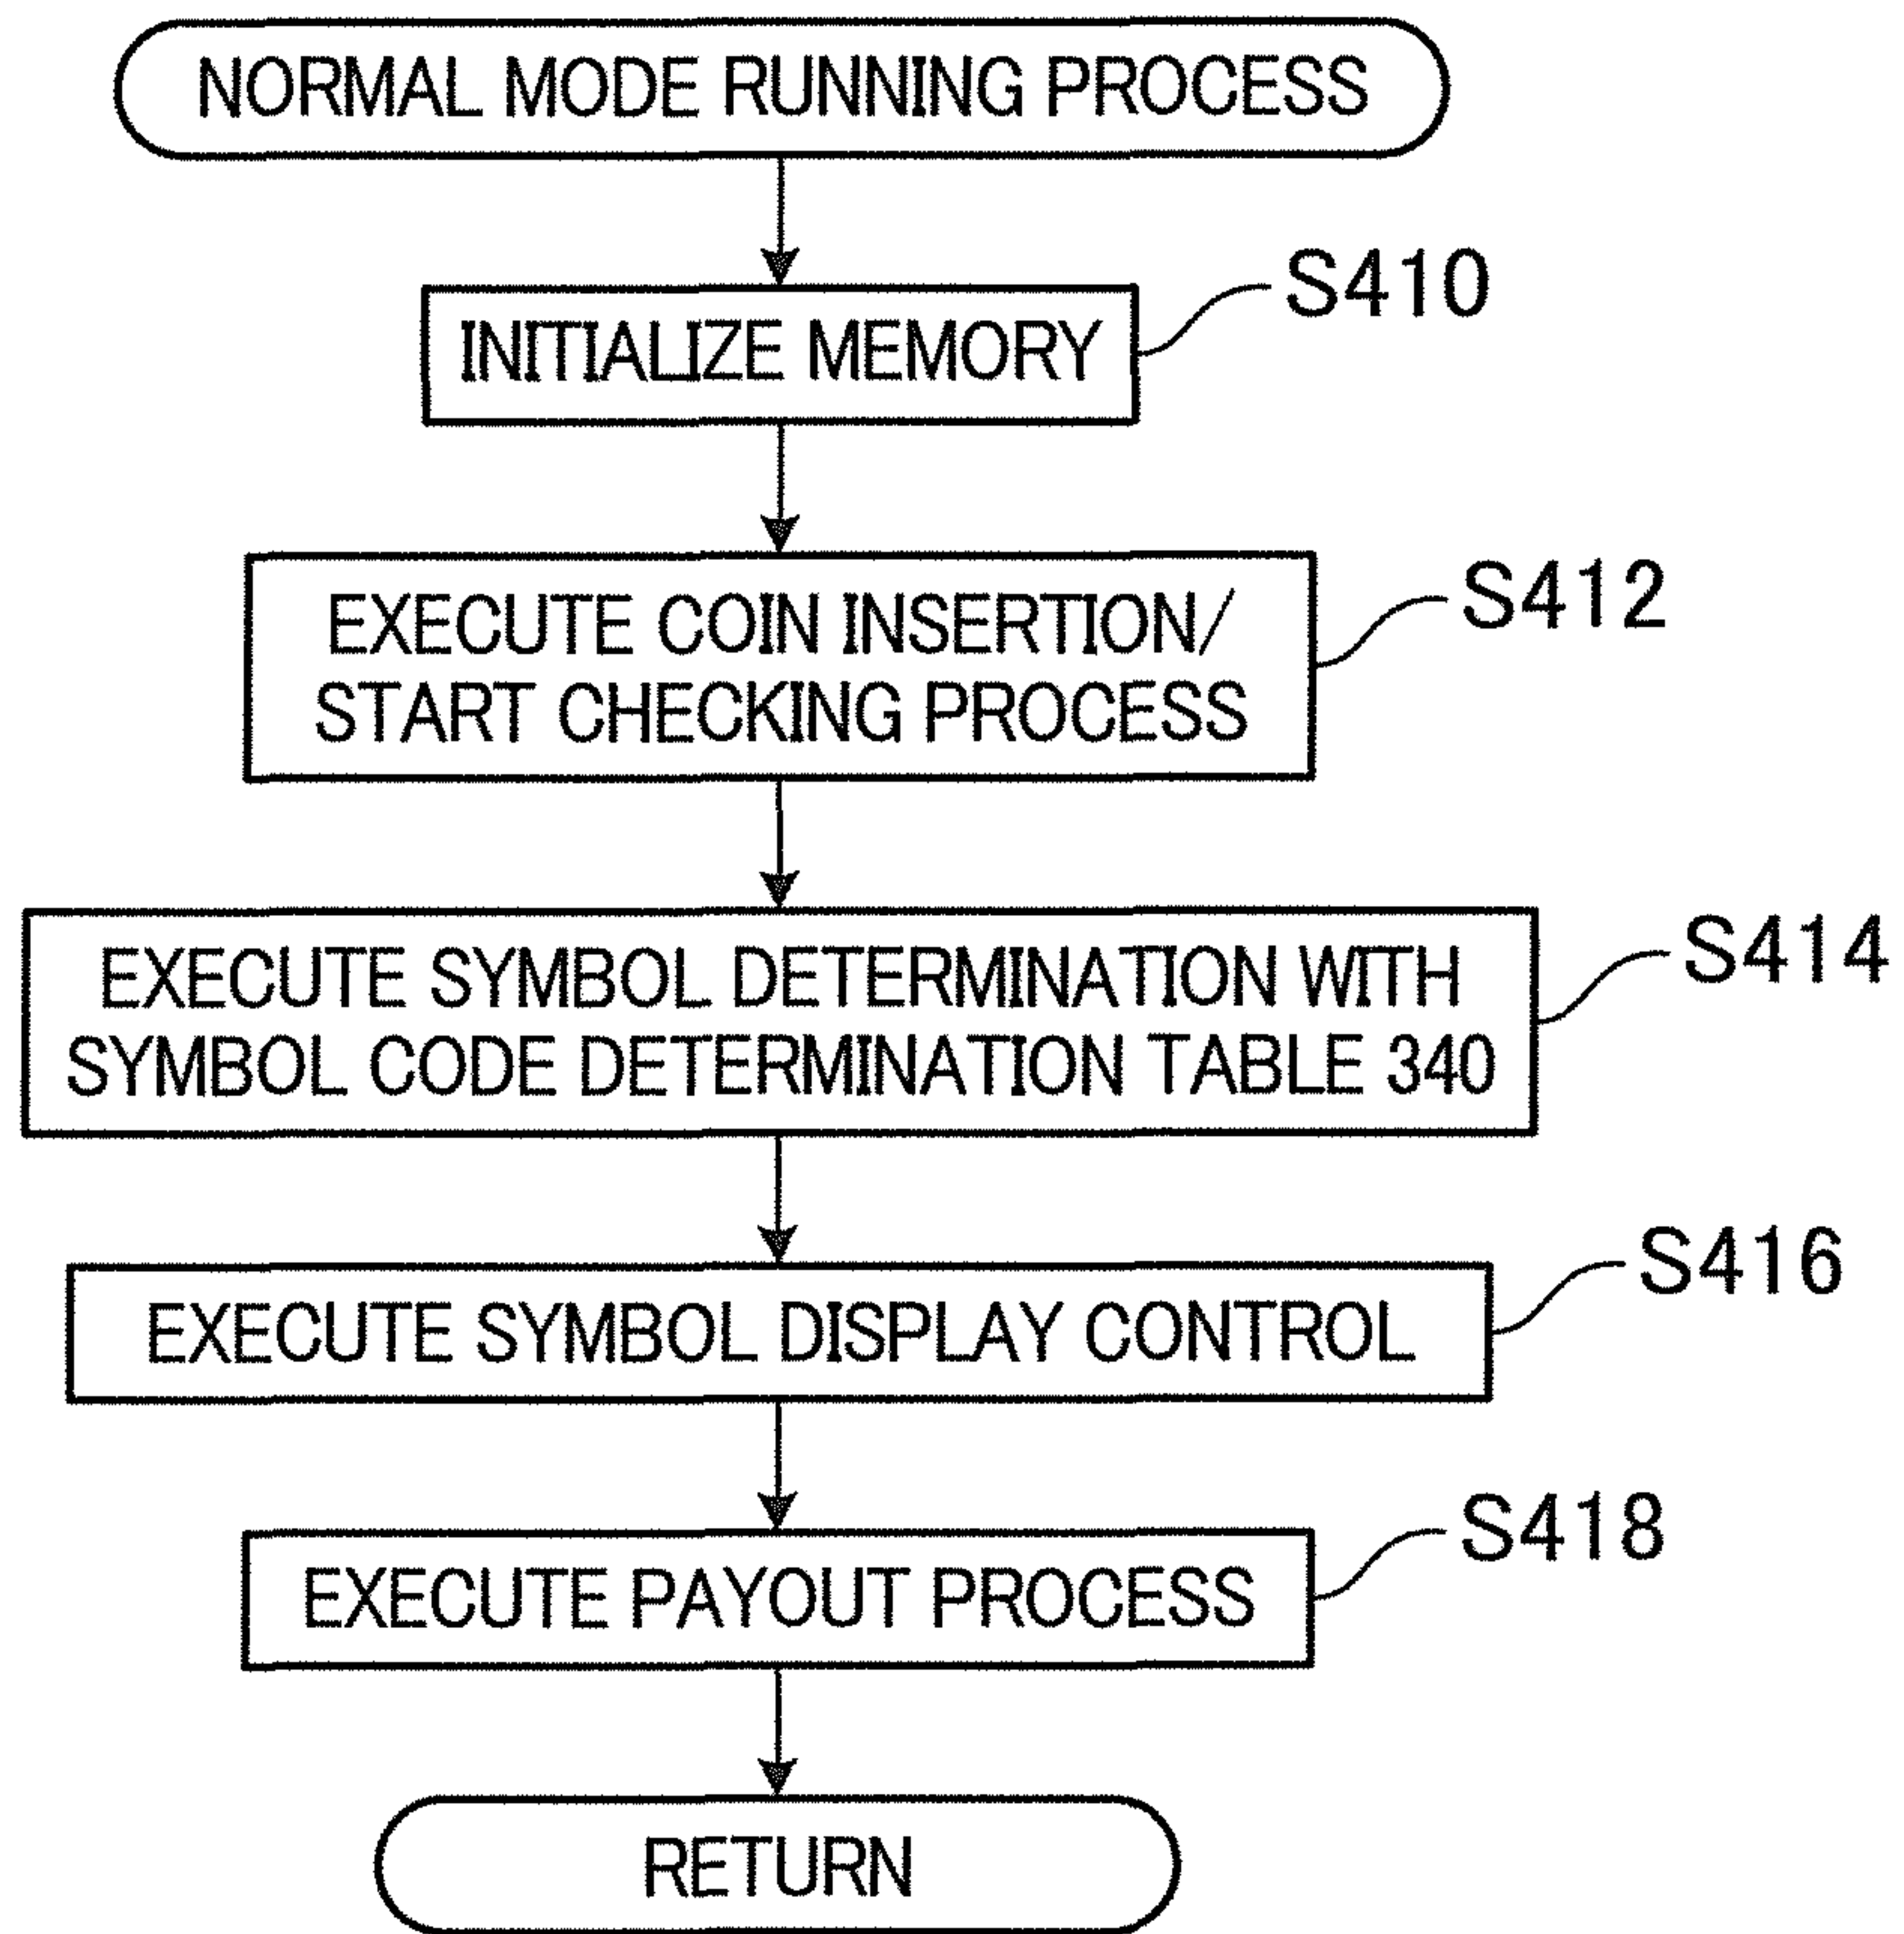 NORMAL MODE RUNNING PROCESS
S410
INITIALIZE MEMORY
S412
EXECUTE COIN INSERTION/
START CHECKING PROCESS
S414
EXECUTE SYMBOL DETERMINATION WITH
SYMBOL CODE DETERMINATION TABLE 340
S416
EXECUTE SYMBOL DISPLAY CONTROL
S418
EXECUTE PAYOUT PROCESS
RETURN